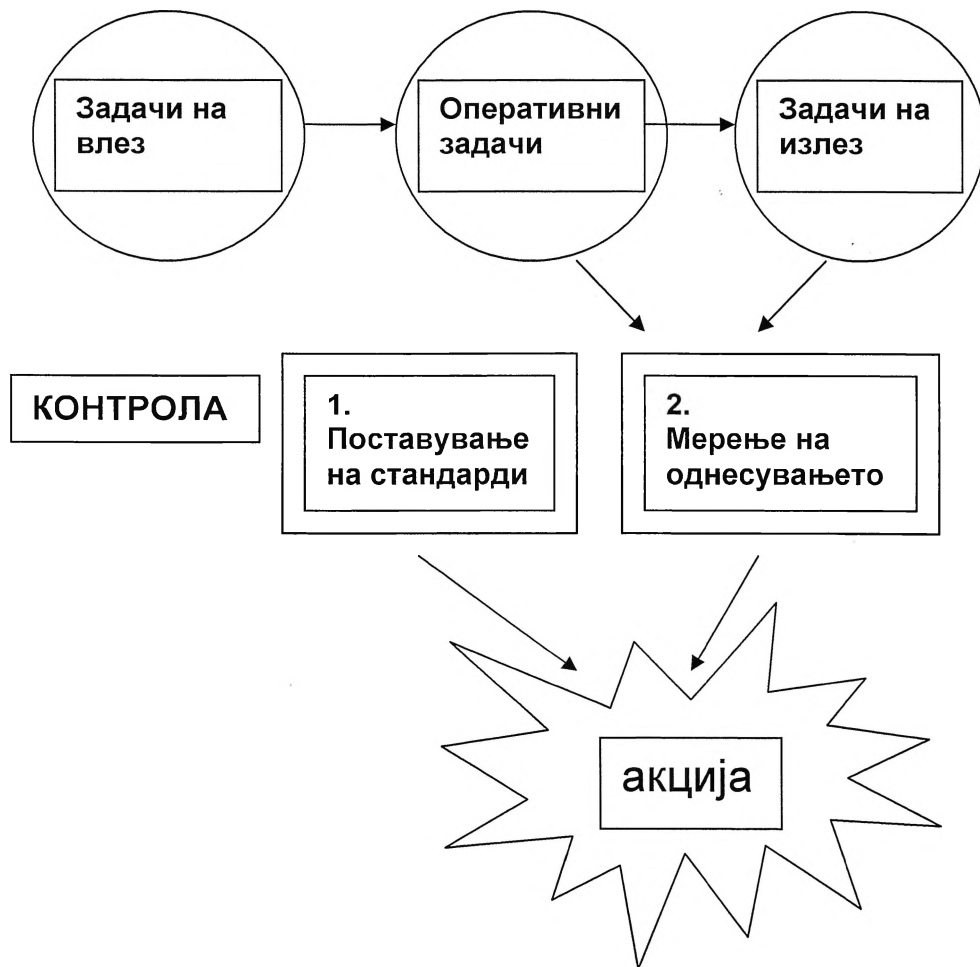 Задачи на
влез
Оперативни
задачи
Задачи на
излез
КОНТРОЛА
1.
Поставување
на стандарди
2.
Мерење на
однесувањето
акција